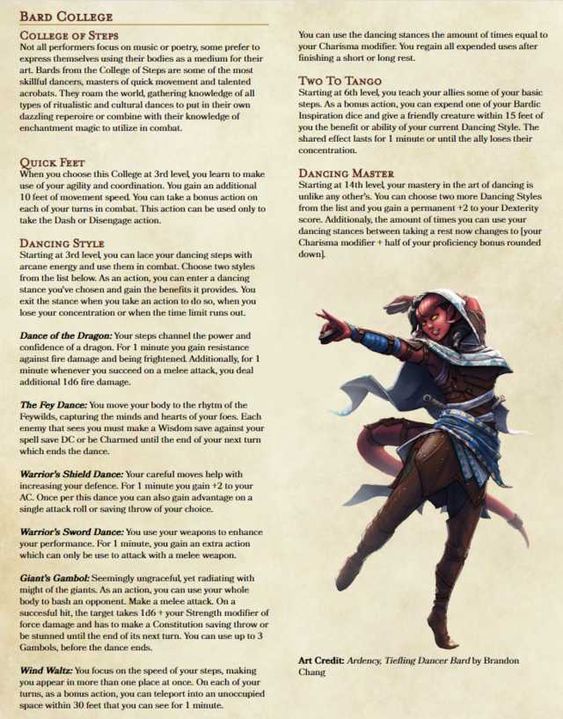 BARD COLLEGE
COLLEGE OF STEPS
Not all performers focus on music or poetry, some prefer to
express themselves using their bodies as a medium for their
art. Bards from the College of Steps are some of the most
skillful dancers, masters of quick movement and talented
acrobats. They roam the world, gathering knowledge of all
types of ritualistic and cultural dances to put in their own
dazzling reperoire or combine with their knowledge of
enchantment magic to utilize in combat.
QUICK FEET
When you choose this College at 3rd level, you learn to make
use of your agility and coordination. You gain an additional
10 feet of movement speed. You can take a bonus action on
each of your turns in combat. This action can be used only to
take the Dash or Disengage action.
DANCING STYLE
Starting at 3rd level, you can lace your dancing steps with
arcane energy and use them in combat. Choose two styles
from the list below. As an action, you can enter a dancing
stance you've chosen and gain the benefits it provides. You
exit the stance when you take an action to do so, when you
lose your concentration or when the time limit runs out.
Dance of the Dragon: Your steps channel the power and
confidence of a dragon. For 1 minute you gain resistance
against fire damage and being frightened. Additionally, for 1
minute whenever you succeed on a melee attack, you deal
additional 1d6 fire damage.
The Fey Dance: You move your body to the rhytm of the
Feywilds, capturing the minds and hearts of your foes. Each
enemy that sees you must make a Wisdom save against your
spell save DC or be Charmed until the end of your next turn
which ends the dance.
Warrior's Shield Dance: Your careful moves help with
increasing your defence. For 1 minute you gain +2 to your
AC. Once per this dance you can also gain advantage on a
single attack roll or saving throw of your choice.
Warrior's Sword Dance: You use your weapons to enhance
your performance. For 1 minute, you gain an extra action
which can only be use to attack with a melee weapon.
Giant's Gambol: Seemingly ungraceful, yet radiating with
might of the giants. As an action, you can use your whole
body to bash an opponent. Make a melee attack. On a
succesful hit, the target takes 1d6 + your Strength modifier of
force damage and has to make a Constitution saving throw or
be stunned until the end of its next turn. You can use up to 3
Gambols, before the dance ends.
Wind Waltz: You focus on the speed of your steps, making
you appear in more than one place at once. On each of your
turns, as a bonus action, you can teleport into an unoccupied
space within 30 feet that you can see for 1 minute.
You can use the dancing stances the amount of times equal to
your Charisma modifier. You regain all expended uses after
finishing a short or long rest.
TWO TO TANGO
Starting at 6th level, you teach your allies some of your basic
steps. As a bonus action, you can expend one of your Bardic
Inspiration dice and give a friendly creature within 15 feet of
you the benefit or ability of your current Dancing Style. The
shared effect lasts for 1 minute or until the ally loses their
concentration.
DANCING MASTER
Starting at 14th level, your mastery in the art of dancing is
unlike any other's. You can choose two more Dancing Styles
from the list and you gain a permanent +2 to your Dexterity
score. Additionaly, the amount of times you can use your
dancing stances between taking a rest now changes to [your
Charisma modifier + half of your proficiency bonus rounded
down].
Art Credit: Ardency, Tiefling Dancer Bard by Brandon
Chang